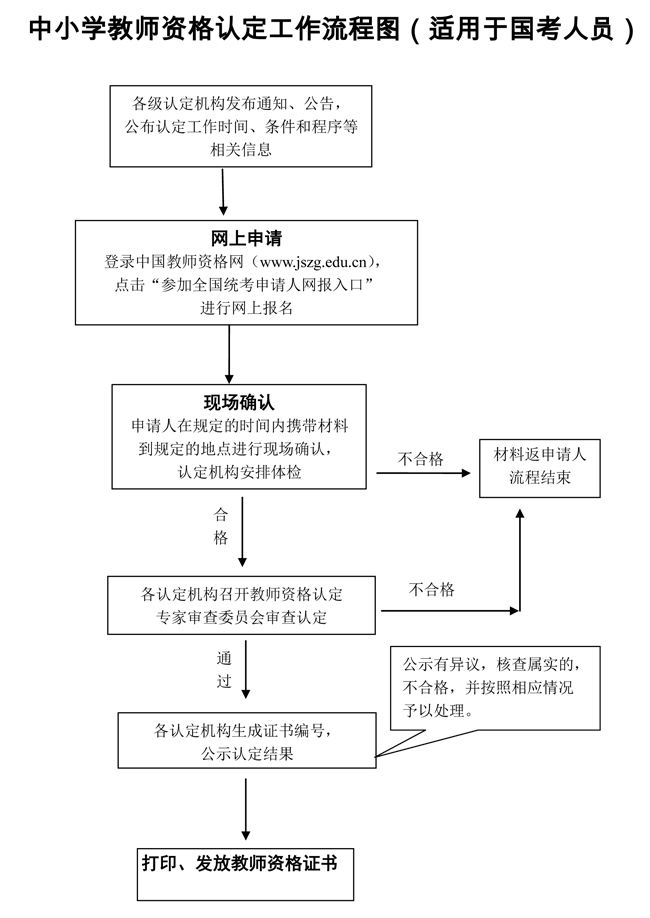 中小学教师资格认定工作流程图（适用于国考人员）
各级认定机构发布通知、公告，
公布认定工作时间、条件和程序等
相关信息
网上申请
登录中国教师资格网（www.jszg.edu.cn），
点击“参加全国统考申请人网报入口”
进行网上报名
现场确认
申请人在规定的时间内携带材料
到规定的地点进行现场确认，
认定机构安排体检
不合格
材料返申请人
流程结束
合
格
各认定机构召开教师资格认定
专家审查委员会审查认定
不合格
通
过
公示有异议，核查属实的，
不合格，并按照相应情况
予以处理。
各认定机构生成证书编号，
公示认定结果
打印、发放教师资格证书